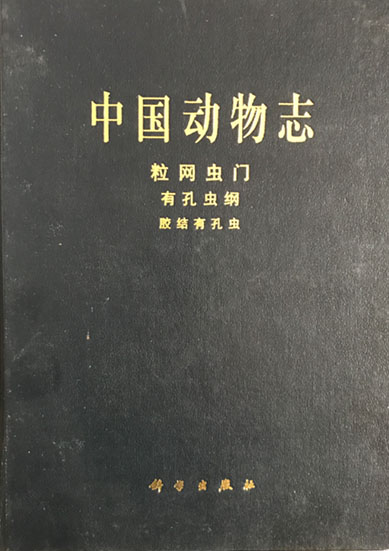 中国动物志
粒网虫门
有孔虫纲
胶结有孔虫
科学出版社